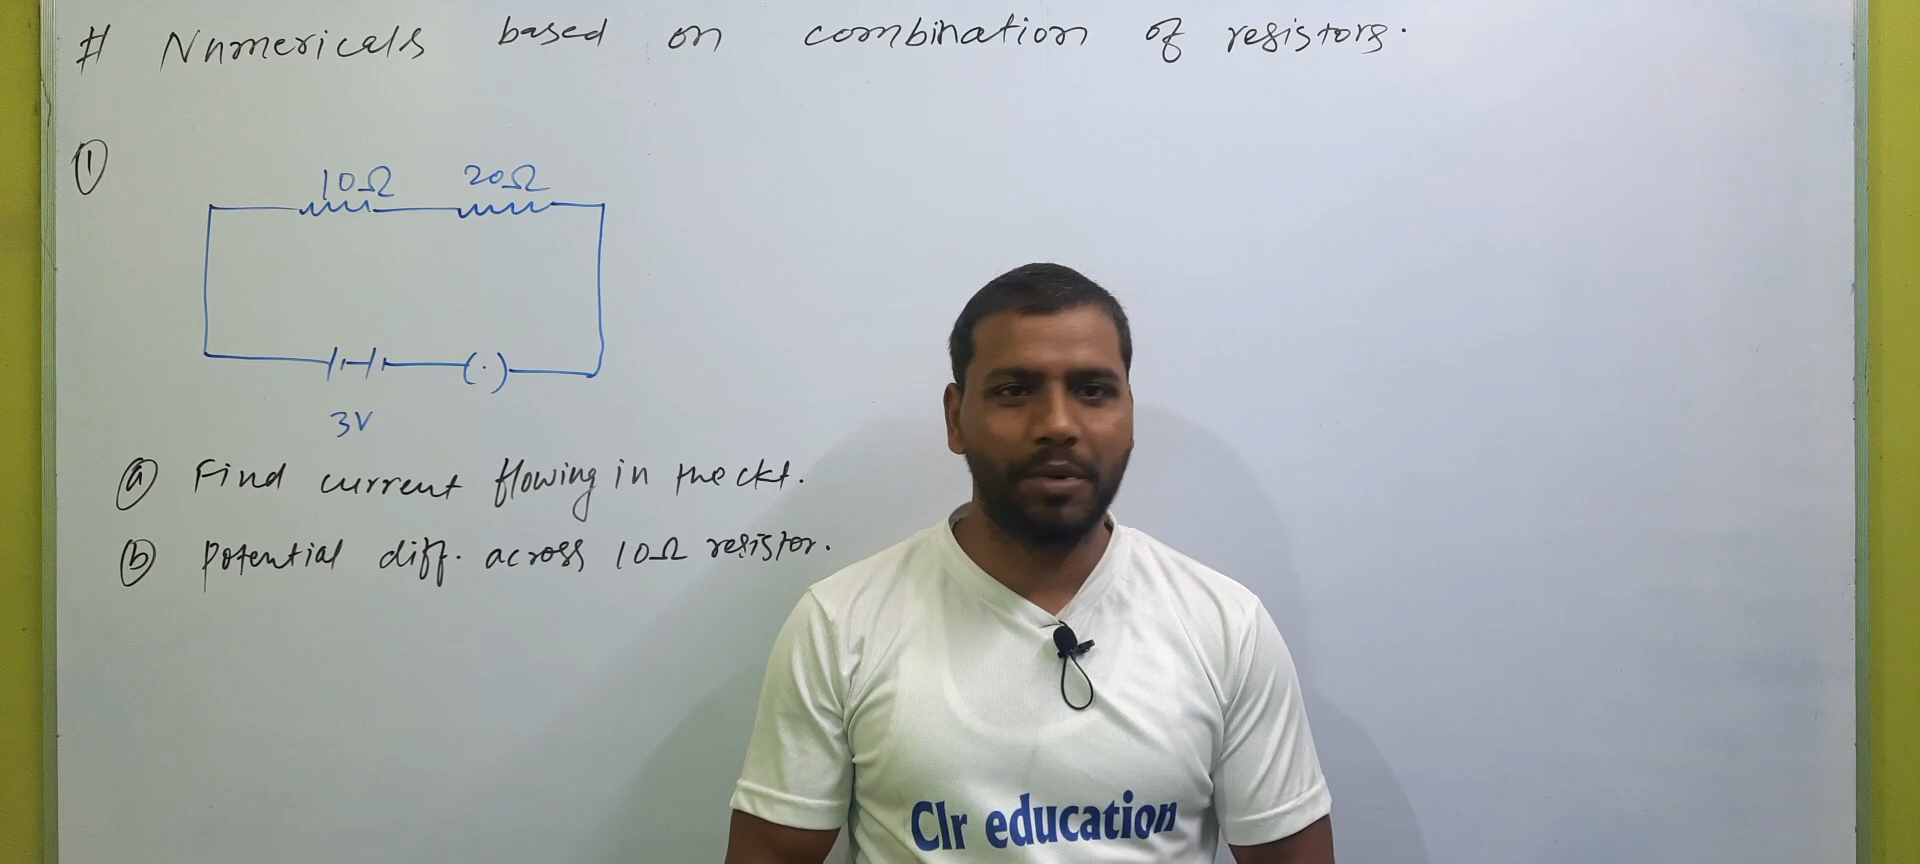 # Numericals based on combination of resistors.
1
10Ω 20Ω
3V
(a) Find current flowing in the ckt.
(b) Potential diff. across 10Ω resistor.
Clr education